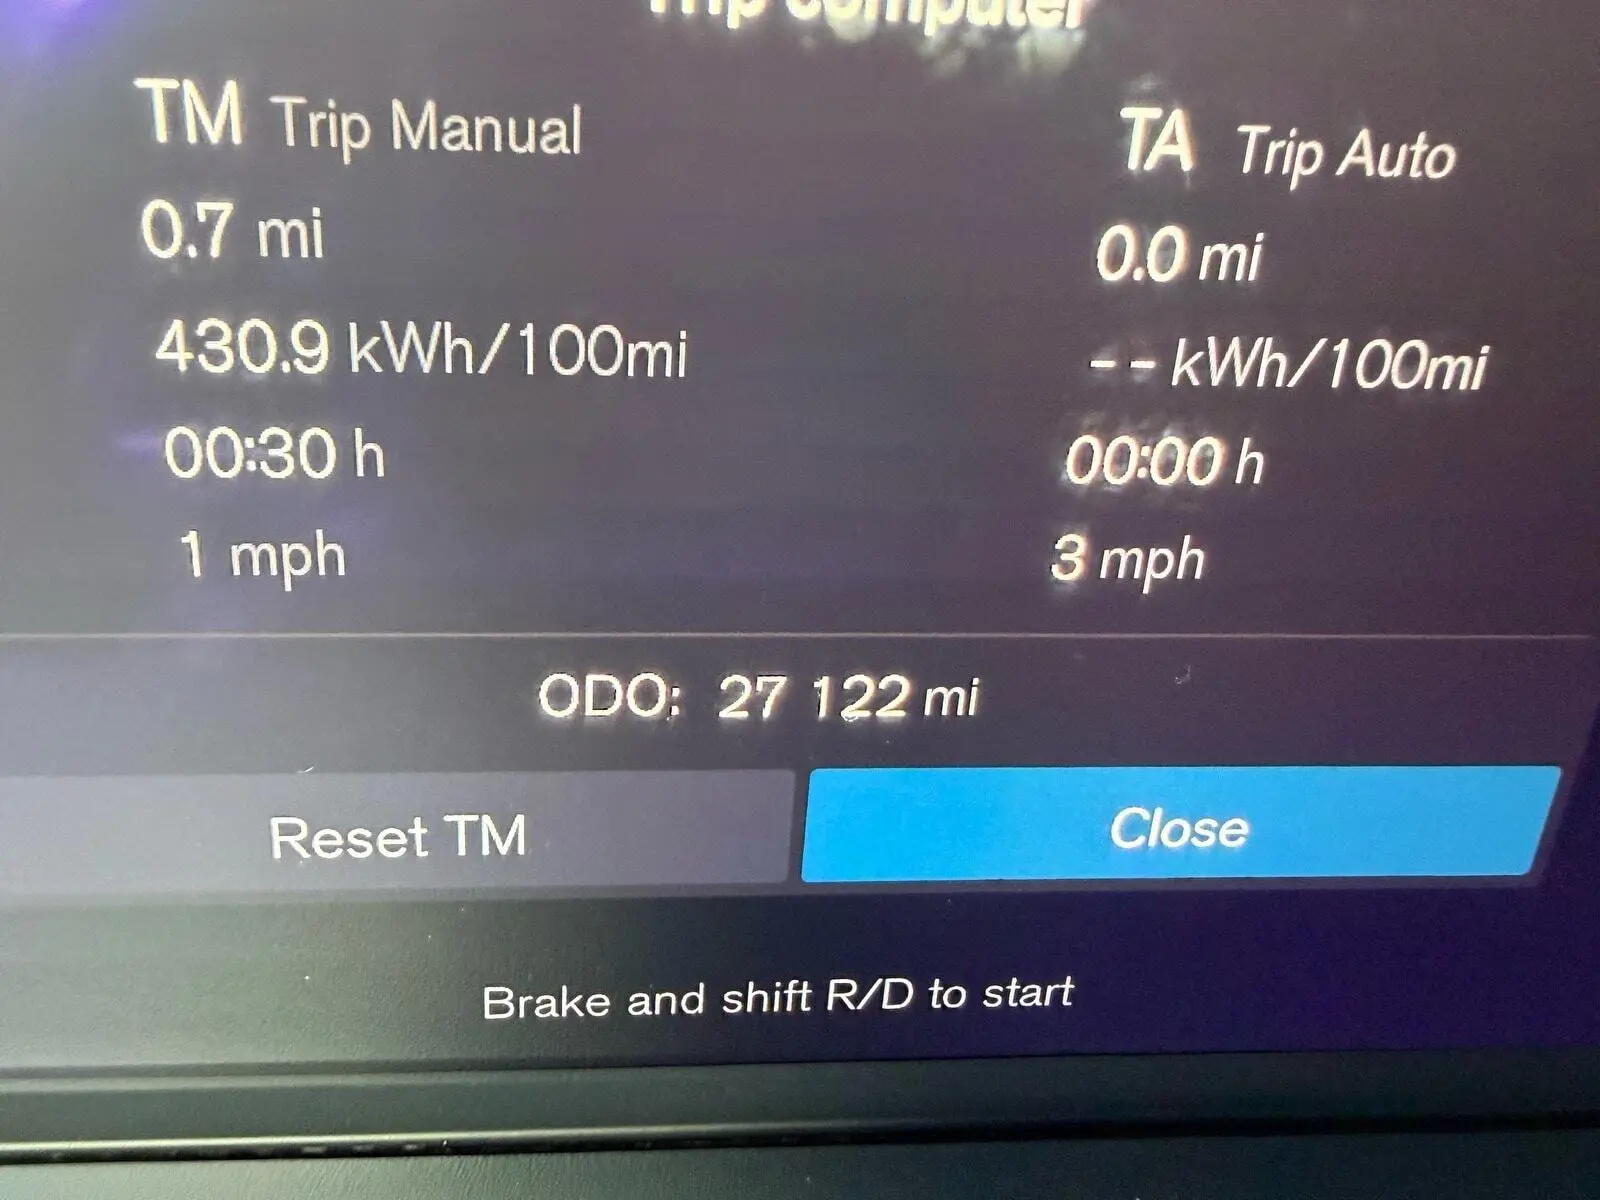 Trip computer
TM Trip Manual
0.7 mi
430.9 kWh/100mi
00:30 h
1 mph
TA Trip Auto
0.0 mi
-- kWh/100mi
00:00 h
3 mph
ODO: 27 122 mi
Reset TM
Close
Brake and shift R/D to start